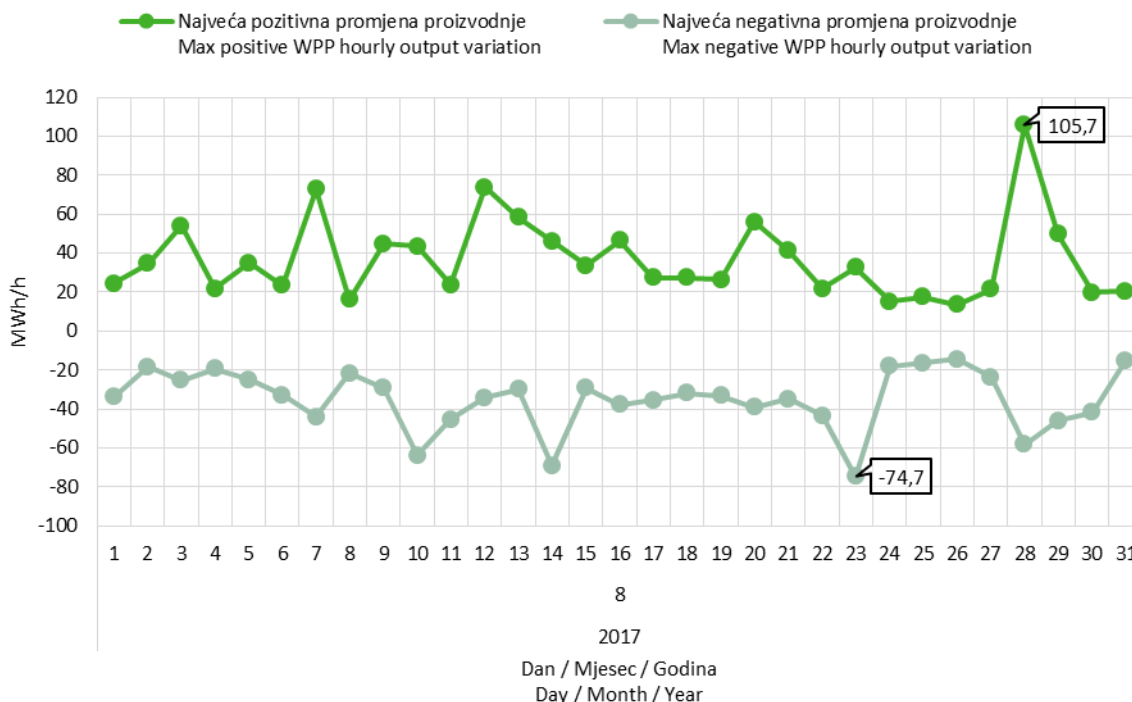 Najveća pozitivna promjena proizvodnje
Max positive WPP hourly output variation
Najveća negativna promjena proizvodnje
Max negative WPP hourly output variation
MWh/h
120
100
80
60
40
20
0
-20
-40
-60
-80
-100
105,7
-74,7
1 2 3 4 5 6 7 8 9 10 11 12 13 14 15 16 17 18 19 20 21 22 23 24 25 26 27 28 29 30 31
8
2017
Dan / Mjesec / Godina
Day / Month / Year